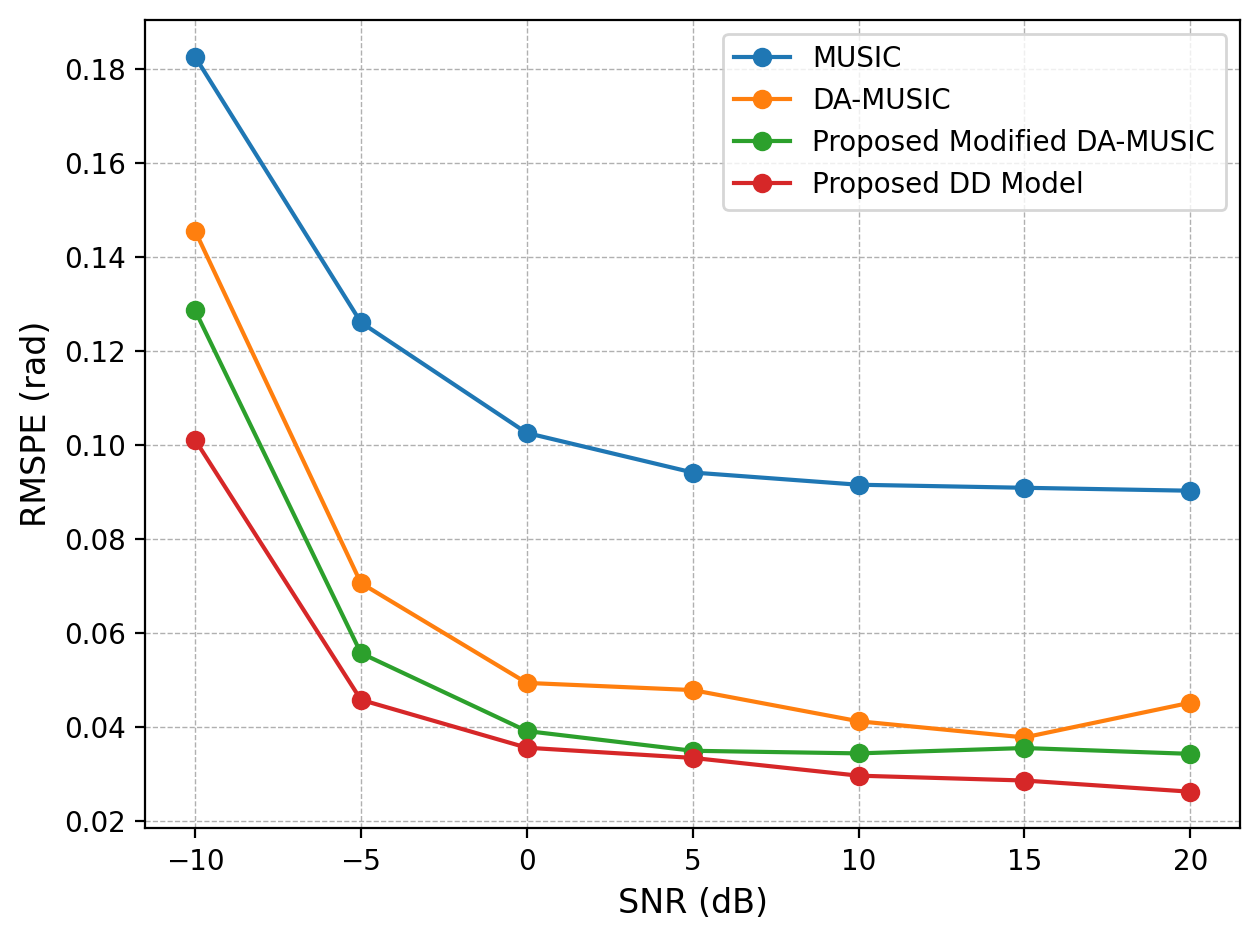 MUSIC
DA-MUSIC
Proposed Modified DA-MUSIC
Proposed DD Model
RMSPE (rad)
0.18
0.16
0.14
0.12
0.10
0.08
0.06
0.04
0.02
−10 −5 0 5 10 15 20
SNR (dB)